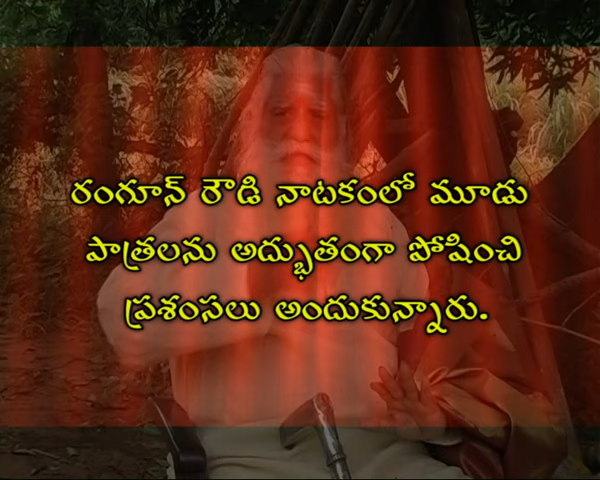 రంగూన్ రౌడి నాటకంలో మూడు
పాత్రలను అద్భుతంగా పోషించి
ప్రశంసలు అందుకున్నారు.